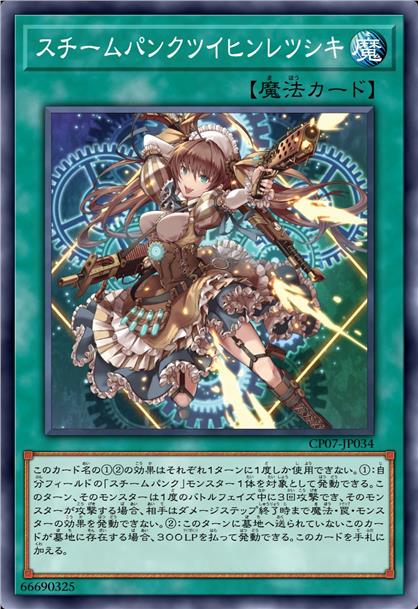 スチームパンクツイヒンレツシキ
魔
【魔法カード】
CP07-JP034
このカード名の①②の効果はそれぞれ1ターンに1度しか使用できない。①:自
分フィールドの「スチームパンク」モンスター1体を対象として発動できる。こ
のターン、そのモンスターは1度のバトルフェイズ中に3回攻撃でき、そのモン
スターが攻撃する場合、相手はダメージステップ終了時まで魔法・罠・モンスタ
ーの効果を発動できない。②:このターンに墓地へ送られていないこのカー
ドが墓地に存在する場合、300LPを払って発動できる。このカードを手札に
加える。
66690325